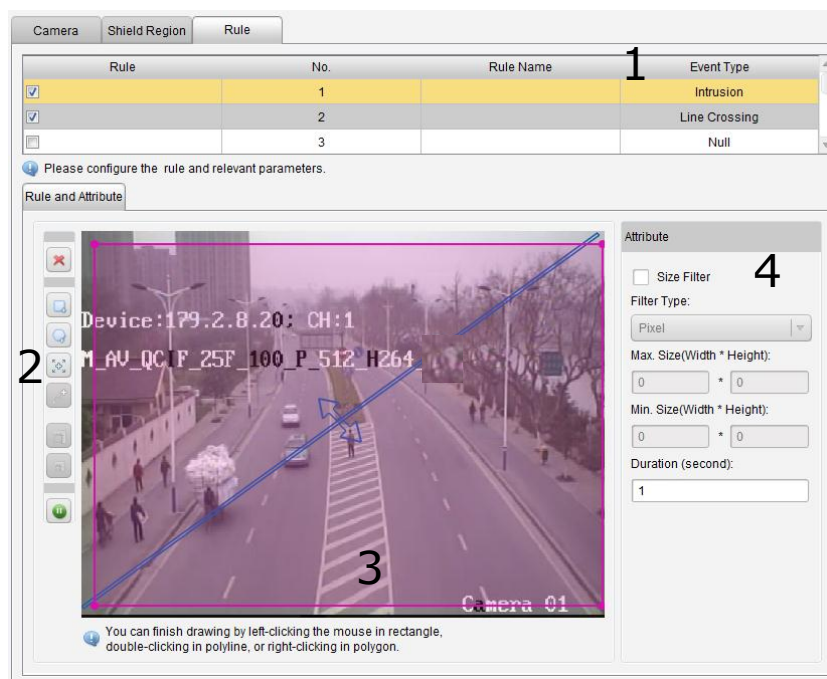 Camera Shield Region Rule
Rule No. Rule Name Event Type
1
1 Intrusion
2 Line Crossing
3 Null
Please configure the rule and relevant parameters.
Rule and Attribute
Attribute
Size Filter
4
Filter Type:
Device:179.2.8.20; CH:1
Pixel
2
M_AV_QCIF_25F_100_P_512_H264
Max. Size(Width * Height):
0 * 0
Min. Size(Width * Height):
0 * 0
Duration (second):
1
3
Camera 01
You can finish drawing by left-clicking the mouse in rectangle,
double-clicking in polyline, or right-clicking in polygon.